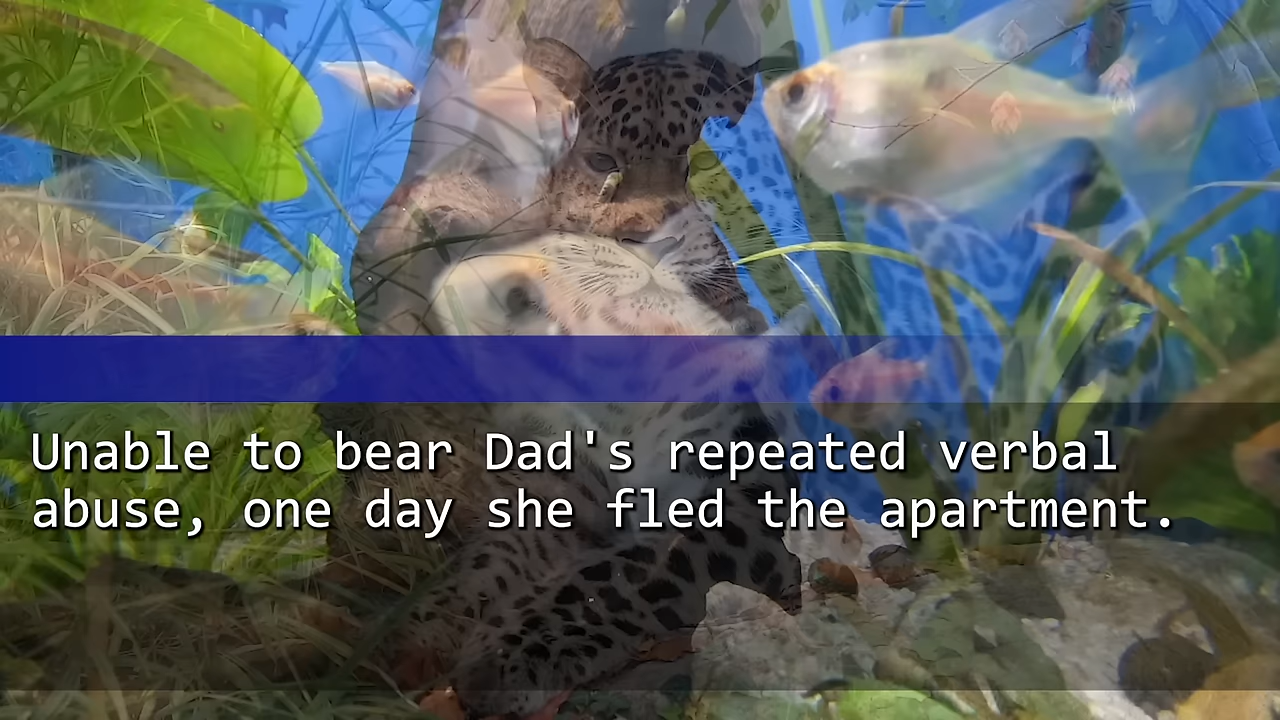 Unable to bear Dad's repeated verbal
abuse, one day she fled the apartment.